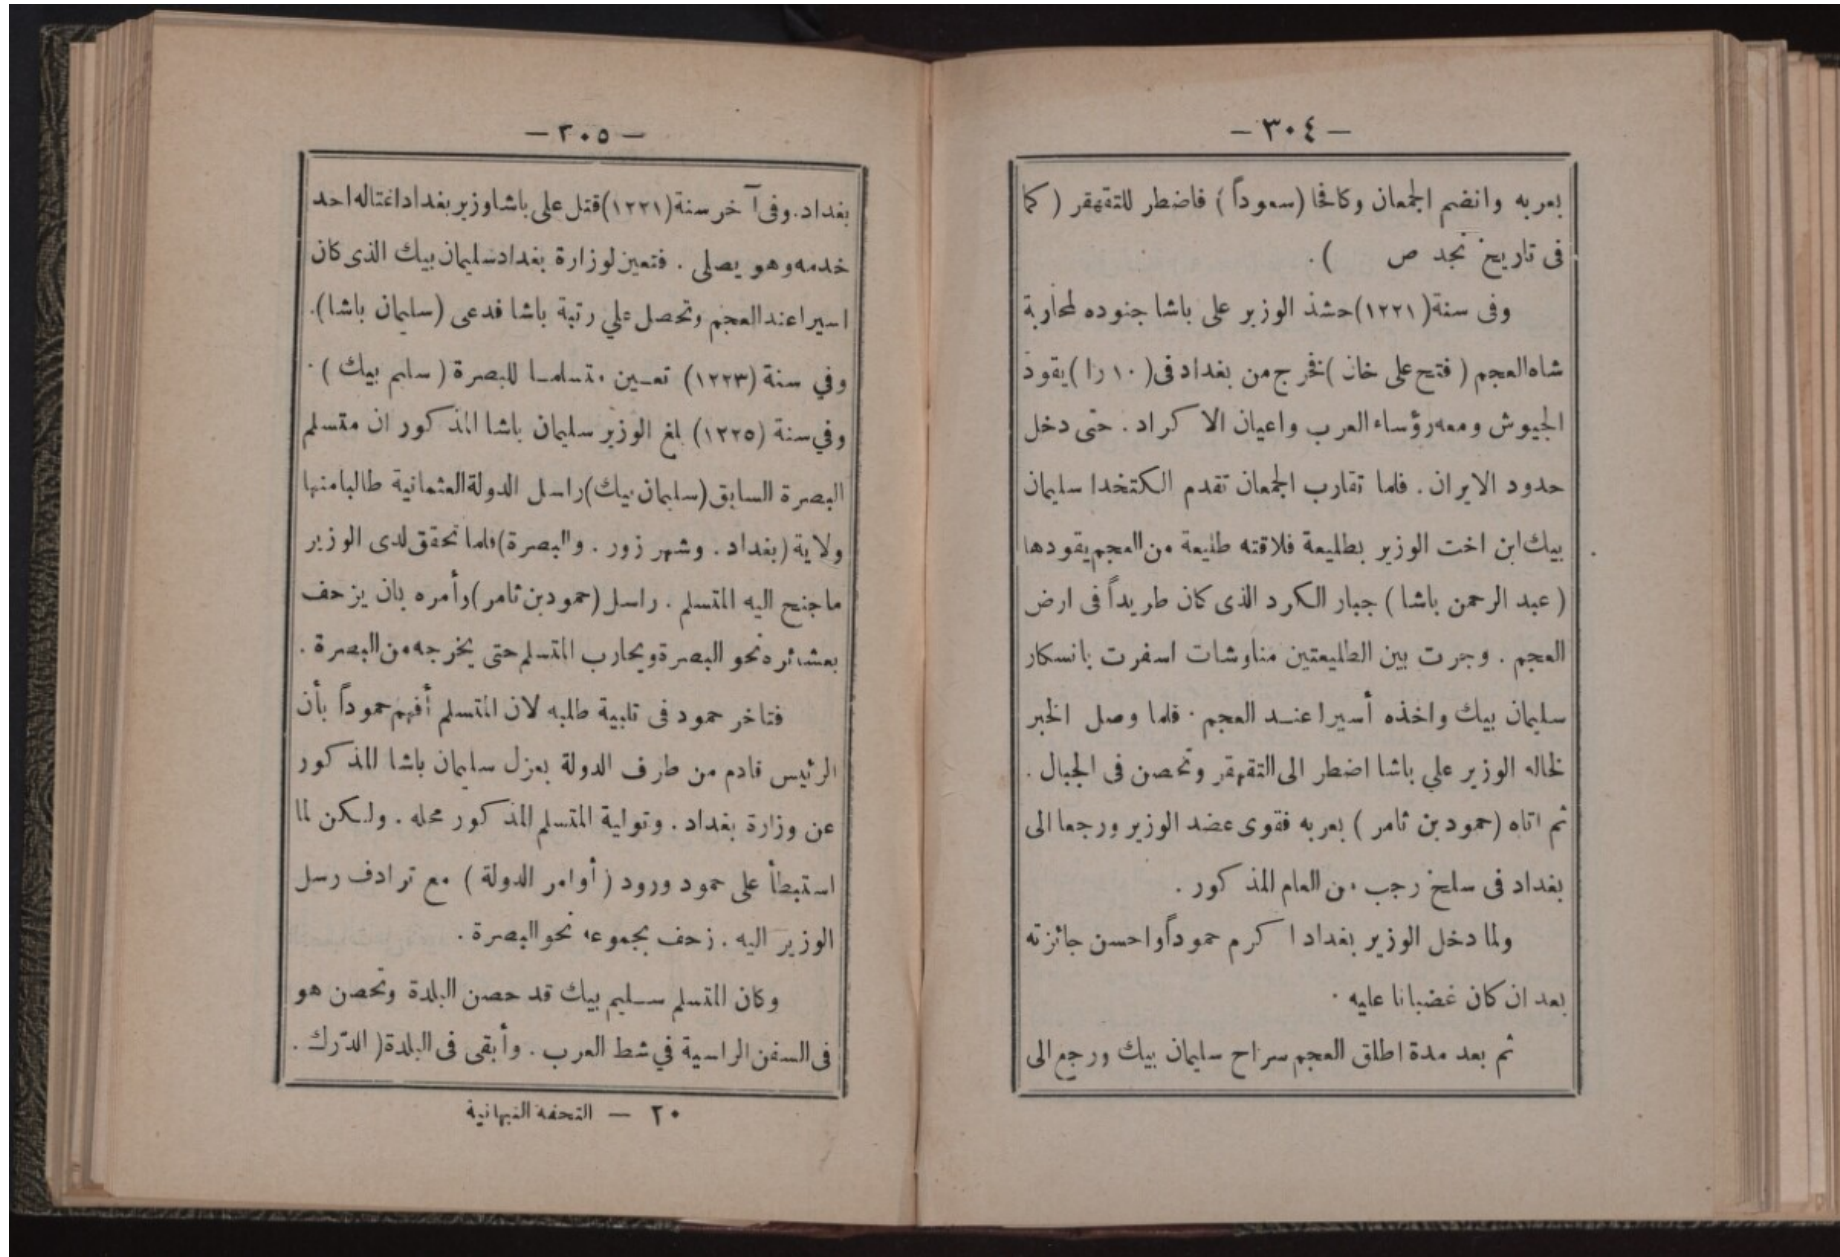 — ٣٠٤ —
بعربه وانضم الجمعان وكافحا (سعوداً) فاضطر للتقهقر (كما
فى تاريخ نجد ص ) .
وفى سنة (١٢٢١) حشد الوزير على باشا جنوده لمحاربة
شاه العجم ( فتح على خان ) فخرج من بغداد فى ( ١٠ را ) يقود
الجيوش ومعه رؤساء العرب واعيان الاكراد . حتى دخل
حدود الايران . فلما تقارب الجمعان تقدم الكتخدا سليمان
بيك ابن اخت الوزير بطليعة فلاقته طليعة من العجم يقودها
( عبد الرحمن باشا ) جبار الكرد الذى كان طريداً فى ارض
العجم . وجرت بين الطليعتين مناوشات اسفرت بانسكار
سليمان بيك واخذه أسيرا عند العجم . فلما وصل الخبر
لخاله الوزير علي باشا اضطر الى التقهقر وتحصن فى الجبال .
ثم اتاه (حمود بن ثامر ) بعربه فقوى عضد الوزير ورجعا الى
بغداد فى سلخ رجب من العام المذكور .
ولما دخل الوزير بغداد اكرم حموداً واحسن جائزته
بعد ان كان غضبانا عليه .
ثم بعد مدة اطلق العجم سراح سليمان بيك ورجع الى
— ٣٠٥ —
بغداد . وفى آخر سنة (١٢٢١) قتل على باشا وزير بغداد اغتاله احد
خدمه وهو يصلى . فتعين لوزارة بغداد سليمان بيك الذى كان
اسيرا عند العجم وتحصل علي رتبة باشا فدعى (سليمان باشا).
وفي سنة (١٢٢٣) تعين متسلما للبصرة ( سليم بيك ) .
وفي سنة (١٢٢٥) بلغ الوزير سليمان باشا المذكور ان متسلم
البصرة السابق (سليمان بيك) راسل الدولة العثمانية طالبا منها
ولاية (بغداد . وشهر زور . والبصرة) فلما تحقق لدى الوزير
ماجنح اليه المتسلم . راسل (حمود بن ثامر) وأمره بان يزحف
بعشائره نحو البصرة ويحارب المتسلم حتى يخرجه من البصرة .
فتاخر حمود فى تلبية طلبه لان المتسلم أفهم حموداً بأن
الرئيس قادم من طرف الدولة بعزل سليمان باشا المذكور
عن وزارة بغداد . وتولية المتسلم المذكور محله . ولكن لما
استبطأ على حمود ورود ( أوامر الدولة ) مع ترادف رسل
الوزير اليه . زحف بجموعه نحو البصرة .
وكان المتسلم سليم بيك قد حصن البلدة وتحصن هو
فى السفن الراسية في شط العرب . وأبقى فى البلدة ( الدرك .
٢٠ — التحفة النبهانية